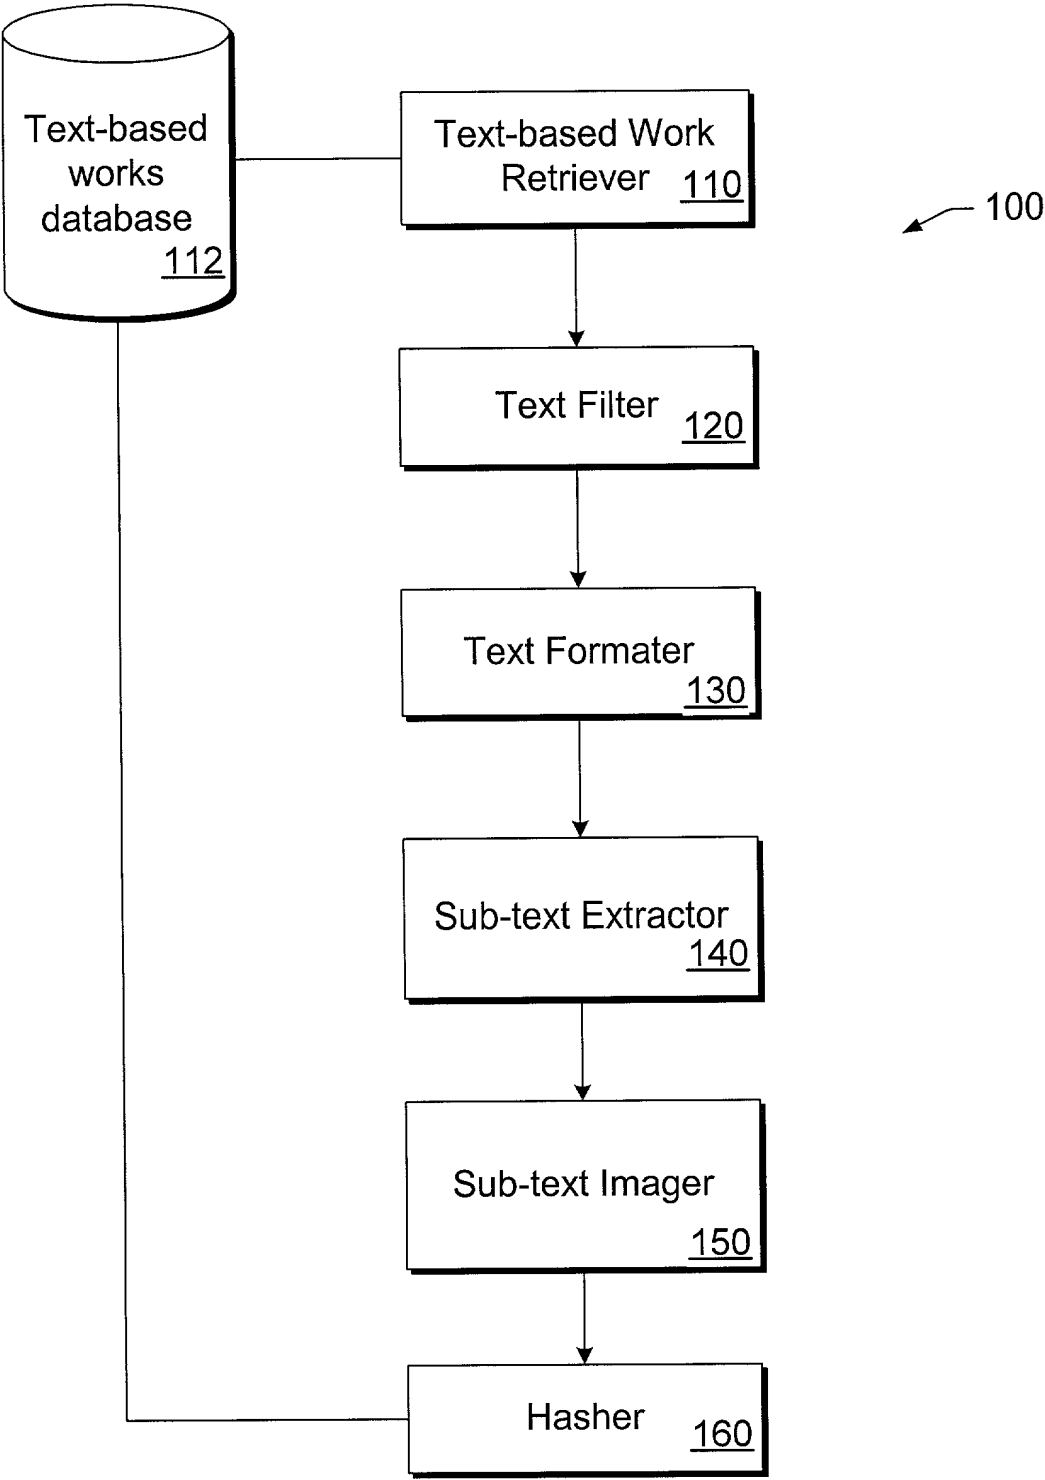 Text-based
works
database
112
Text-based Work
Retriever 110
100
Text Filter
120
Text Formater
130
Sub-text Extractor
140
Sub-text Imager
150
Hasher
160